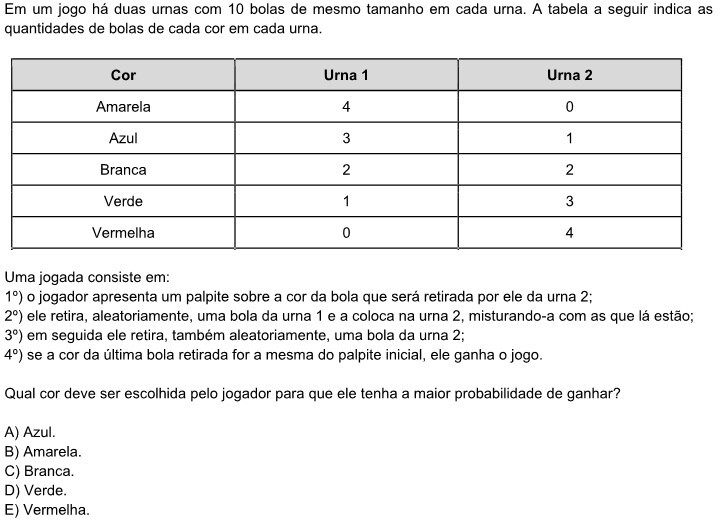 Em um jogo há duas urnas com 10 bolas de mesmo tamanho em cada urna. A tabela a seguir indica as
quantidades de bolas de cada cor em cada urna.
Cor Urna 1 Urna 2
Amarela 4 0
Azul 3 1
Branca 2 2
Verde 1 3
Vermelha 0 4
Uma jogada consiste em:
1º) o jogador apresenta um palpite sobre a cor da bola que será retirada por ele da urna 2;
2º) ele retira, aleatoriamente, uma bola da urna 1 e a coloca na urna 2, misturando-a com as que lá estão;
3º) em seguida ele retira, também aleatoriamente, uma bola da urna 2;
4º) se a cor da última bola retirada for a mesma do palpite inicial, ele ganha o jogo.
Qual cor deve ser escolhida pelo jogador para que ele tenha a maior probabilidade de ganhar?
A) Azul.
B) Amarela.
C) Branca.
D) Verde.
E) Vermelha.